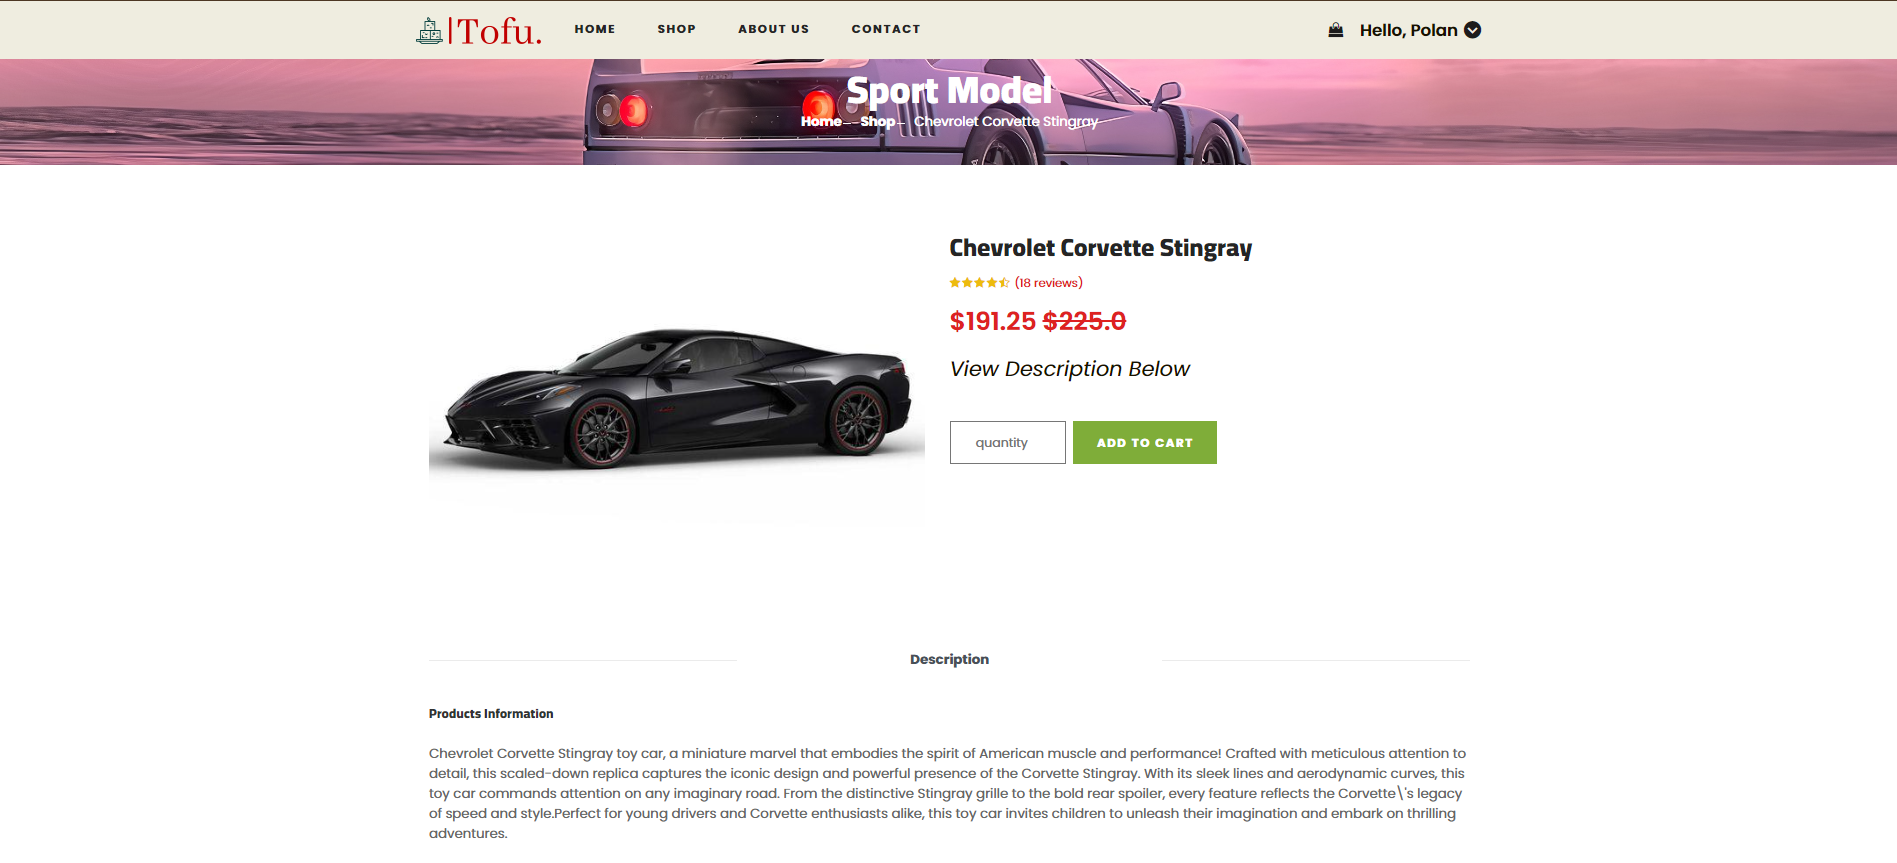 |Tofu.
HOME SHOP ABOUT US CONTACT
Hello, Polan
Sport Model
Home Shop Chevrolet Corvette Stingray
Chevrolet Corvette Stingray
(18 reviews)
$191.25 $225.0
View Description Below
quantity
ADD TO CART
Description
Products Information
Chevrolet Corvette Stingray toy car, a miniature marvel that embodies the spirit of American muscle and performance! Crafted with meticulous attention to
detail, this scaled-down replica captures the iconic design and powerful presence of the Corvette Stingray. With its sleek lines and aerodynamic curves, this
toy car commands attention on any imaginary road. From the distinctive Stingray grille to the bold rear spoiler, every feature reflects the Corvette\'s legacy
of speed and style.Perfect for young drivers and Corvette enthusiasts alike, this toy car invites children to unleash their imagination and embark on thrilling
adventures.